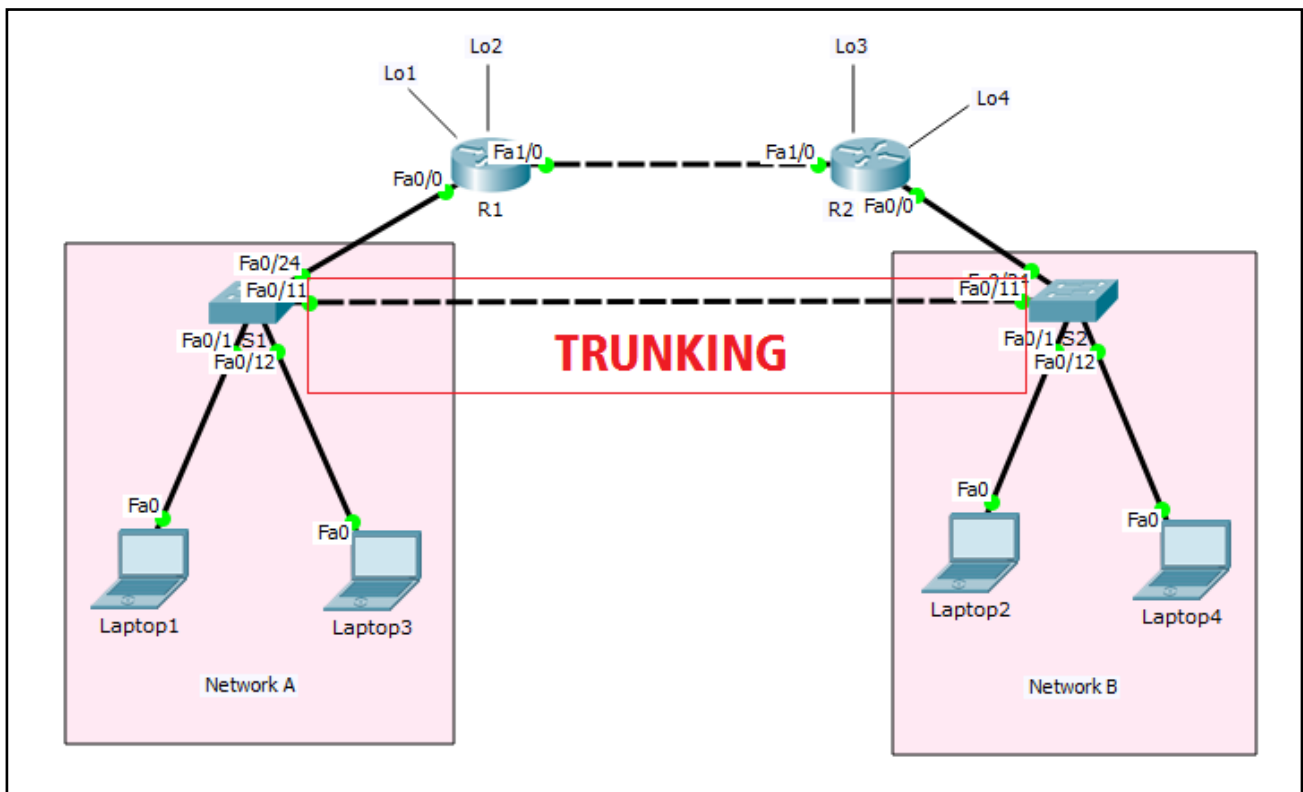 Lo2
Lo3
Lo1
Lo4
Fa1/0
Fa1/0
Fa0/0
R1
R2
Fa0/0
Fa0/24
Fa0/11
Fa0/11
Fa0/1
S1
Fa0/12
Fa0/1
S2
Fa0/12
TRUNKING
Fa0
Fa0
Fa0
Fa0
Laptop1
Laptop3
Laptop2
Laptop4
Network A
Network B